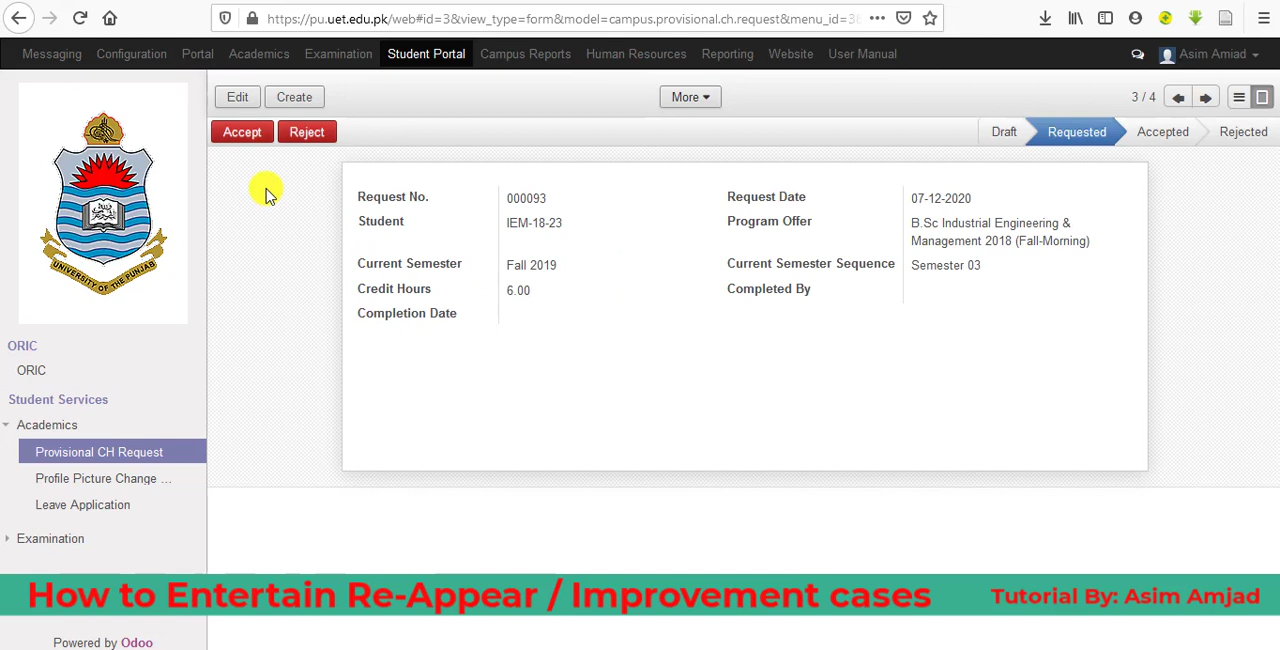 https://pu.uet.edu.pk/web#id=3&view_type=form&model=campus.provisional.ch.request&menu_id=3
Messaging Configuration Portal Academics Examination Student Portal Campus Reports Human Resources Reporting Website User Manual Asim Amjad
Edit Create More 3 / 4
Accept Reject Draft Requested Accepted Rejected
Request No. 000093 Request Date 07-12-2020
Student IEM-18-23 Program Offer B.Sc Industrial Engineering &
Management 2018 (Fall-Morning)
Current Semester Fall 2019 Current Semester Sequence Semester 03
Credit Hours 6.00 Completed By
Completion Date
UNIVERSITY OF THE PUNJAB
ORIC
ORIC
Student Services
Academics
Provisional CH Request
Profile Picture Change ...
Leave Application
Examination
How to Entertain Re-Appear / Improvement cases Tutorial By: Asim Amjad
Powered by Odoo